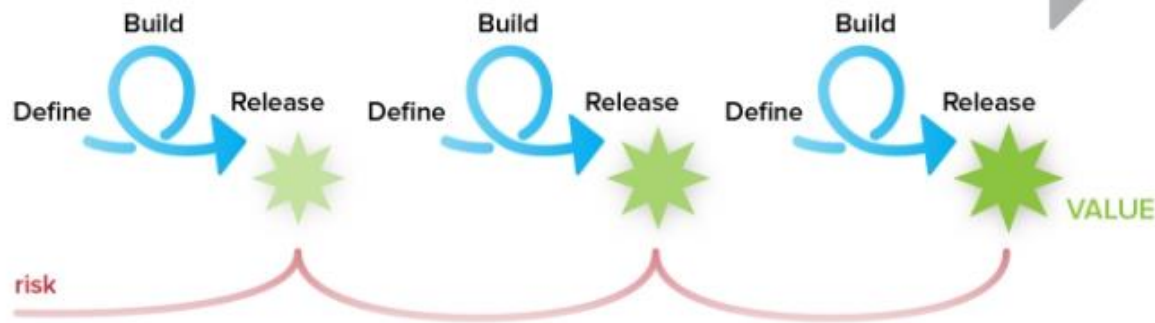 Build
Build
Build
Define
Release
Define
Release
Define
Release
VALUE
risk